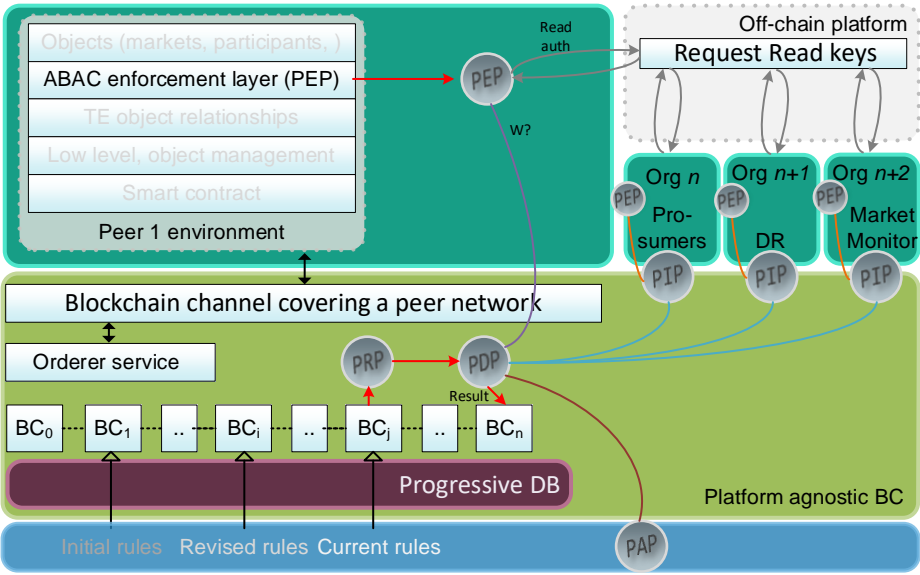 Objects (markets, participants, )
ABAC enforcement layer (PEP)
TE object relationships
Low level, object management
Smart contract
Peer 1 environment
PEP
Read
auth
W?
Off-chain platform
Request Read keys
Org n
PEP
Pro-
sumers
PIP
Org n+1
PEP
DR
PIP
Org n+2
PEP
Market
Monitor
PIP
Blockchain channel covering a peer network
Orderer service
PRP
PDP
Result
BC0
BC1
..
BCi
..
BCj
..
BCn
Progressive DB
Platform agnostic BC
Initial rules
Revised rules
Current rules
PAP